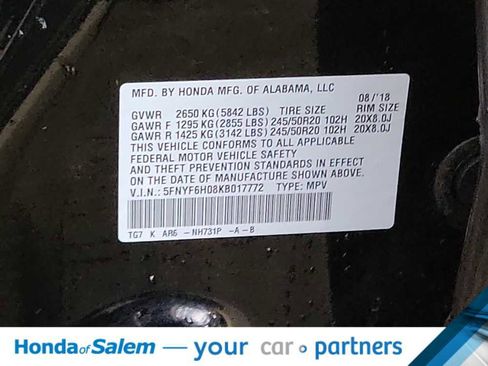 MFD. BY HONDA MFG. OF ALABAMA, LLC
08/'18
GVWR 2650 KG (5842 LBS) TIRE SIZE RIM SIZE
GAWR F 1295 KG (2855 LBS) 245/50R20 102H 20X8.0J
GAWR R 1425 KG (3142 LBS) 245/50R20 102H 20X8.0J
THIS VEHICLE CONFORMS TO ALL APPLICABLE
FEDERAL MOTOR VEHICLE SAFETY
AND THEFT PREVENTION STANDARDS IN EFFECT ON
THE DATE OF MANUFACTURE SHOWN ABOVE.
V.I.N.: 5FNYF6H08KB017772 TYPE: MPV
TG7 K AR6 -NH731P -A-B
Honda of Salem — your car partners